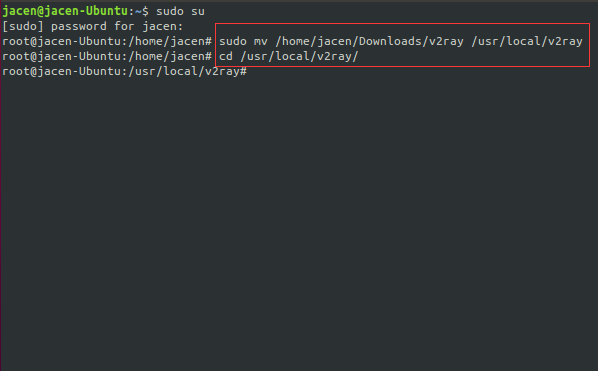 jacen@jacen-Ubuntu:~$ sudo su
[sudo] password for jacen:
root@jacen-Ubuntu:/home/jacen# sudo mv /home/jacen/Downloads/v2ray /usr/local/v2ray
root@jacen-Ubuntu:/home/jacen# cd /usr/local/v2ray/
root@jacen-Ubuntu:/usr/local/v2ray#